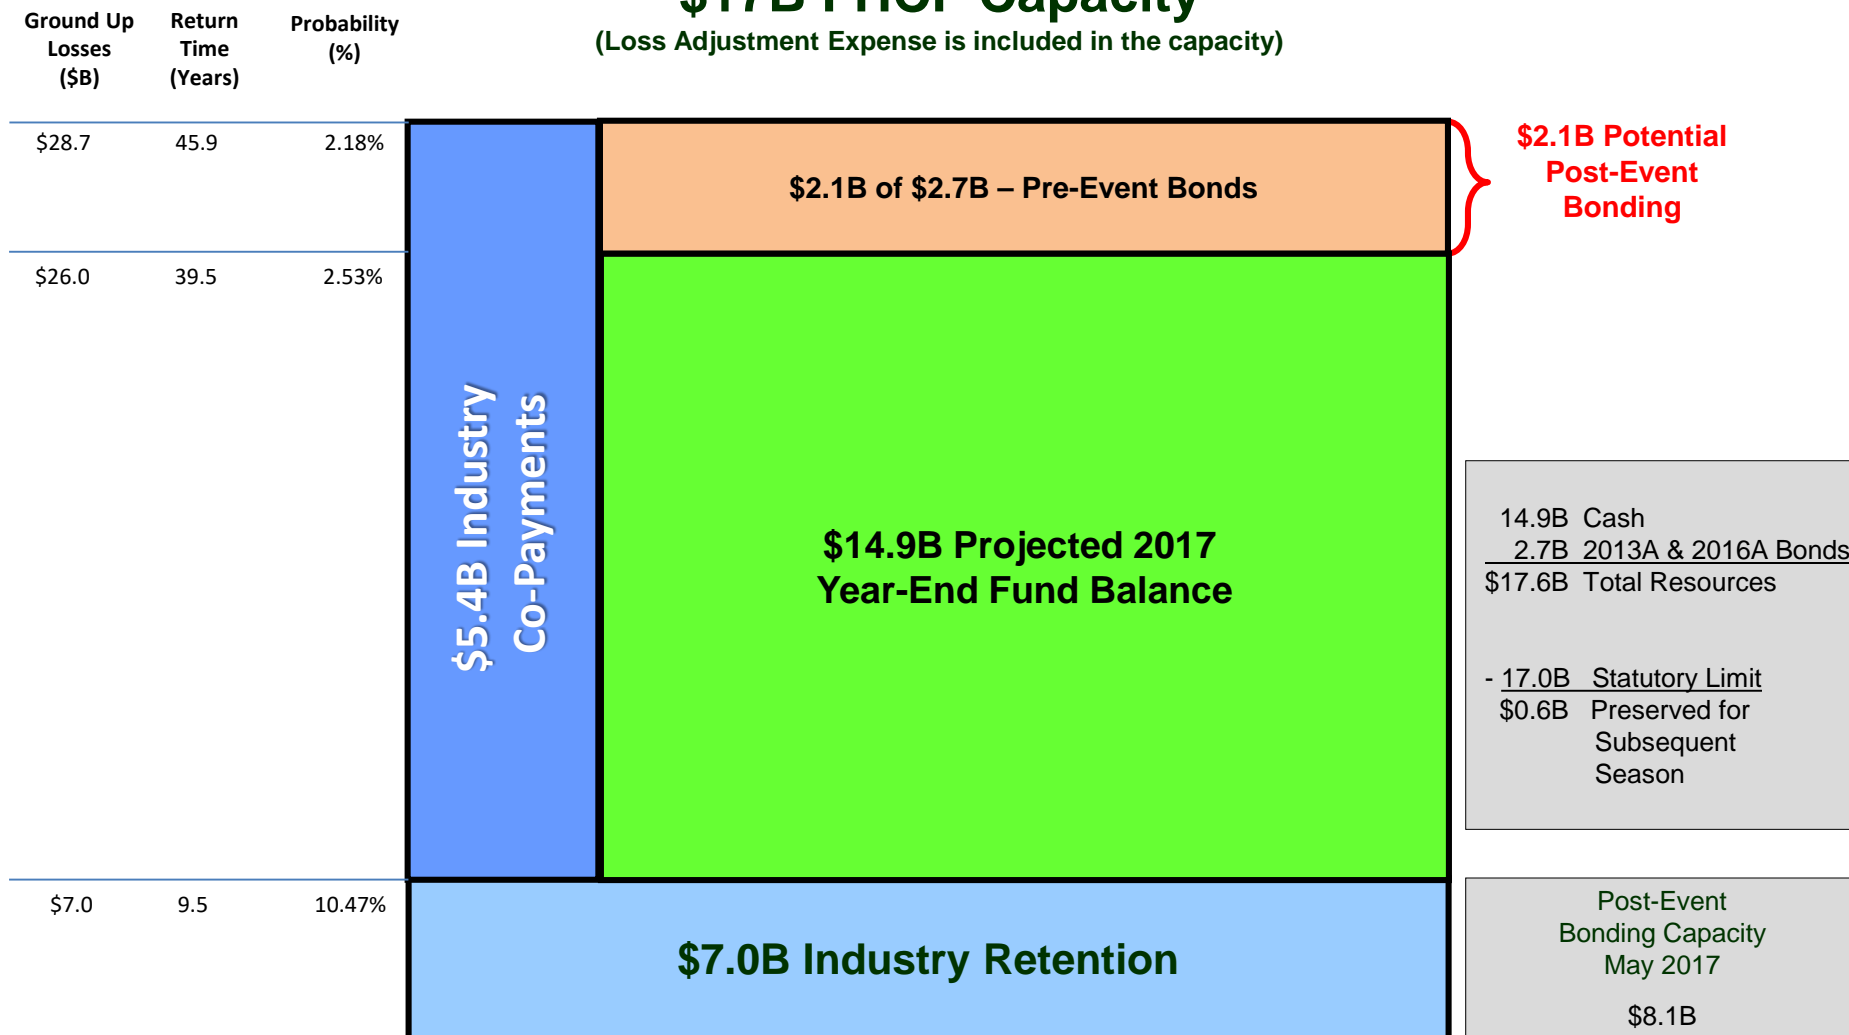 $17B FHCF Capacity
(Loss Adjustment Expense is included in the capacity)
Ground Up
Losses
($B)
Return
Time
(Years)
Probability
(%)
$28.7 45.9 2.18%
$26.0 39.5 2.53%
$7.0 9.5 10.47%
$5.4B Industry
Co-Payments
$2.1B of $2.7B – Pre-Event Bonds
$14.9B Projected 2017
Year-End Fund Balance
$7.0B Industry Retention
$2.1B Potential
Post-Event
Bonding
14.9B Cash
2.7B 2013A & 2016A Bonds
$17.6B Total Resources
- 17.0B Statutory Limit
$0.6B Preserved for
Subsequent
Season
Post-Event
Bonding Capacity
May 2017
$8.1B